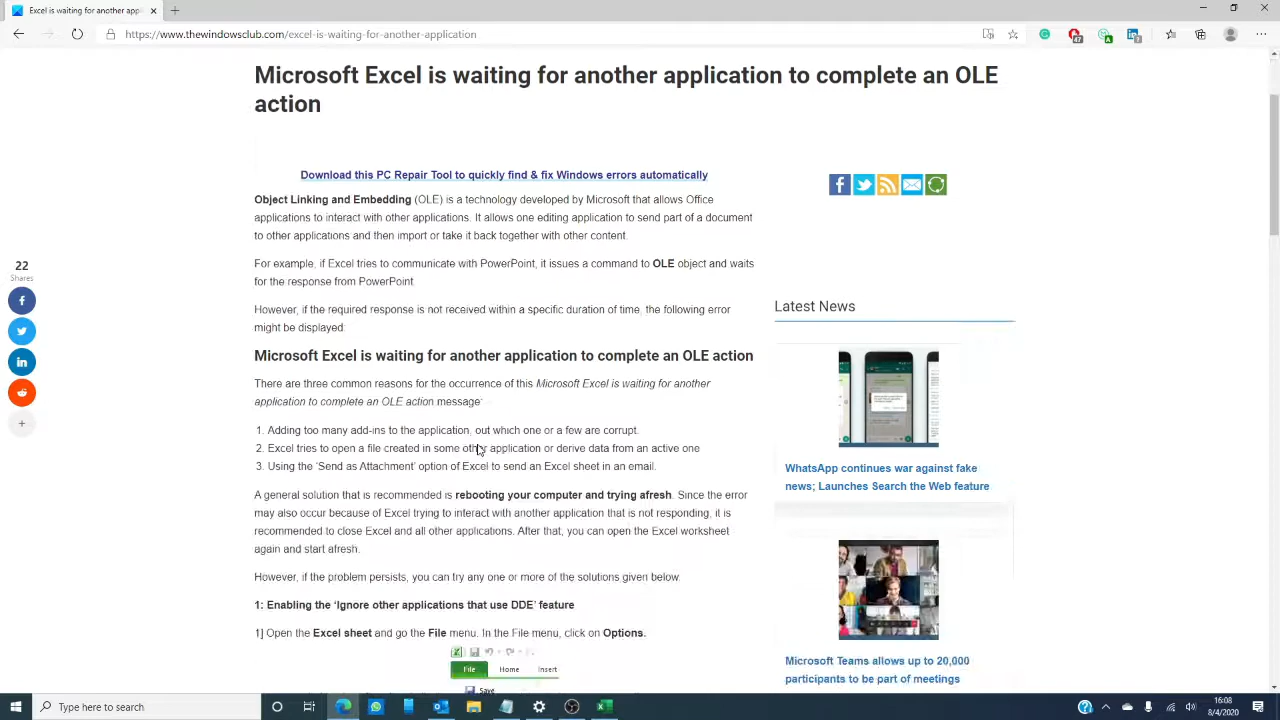 Excel is waiting for another app
https://www.thewindowsclub.com/excel-is-waiting-for-another-application
Microsoft Excel is waiting for another application to complete an OLE
action
Download this PC Repair Tool to quickly find & fix Windows errors automatically
Object Linking and Embedding (OLE) is a technology developed by Microsoft that allows Office
applications to interact with other applications. It allows one editing application to send part of a document
to other applications and then import or take it back together with other content.
For example, if Excel tries to communicate with PowerPoint, it issues a command to OLE object and waits
for the response from PowerPoint.
However, if the required response is not received within a specific duration of time, the following error
might be displayed:
Microsoft Excel is waiting for another application to complete an OLE action
There are three common reasons for the occurrence of this Microsoft Excel is waiting for another
application to complete an OLE action message
1. Adding too many add-ins to the application, out which one or a few are corrupt.
2. Excel tries to open a file created in some other application or derive data from an active one
3. Using the 'Send as Attachment' option of Excel to send an Excel sheet in an email.
A general solution that is recommended is rebooting your computer and trying afresh. Since the error
may also occur because of Excel trying to interact with another application that is not responding, it is
recommended to close Excel and all other applications. After that, you can open the Excel worksheet
again and start afresh.
However, if the problem persists, you can try any one or more of the solutions given below.
1: Enabling the 'Ignore other applications that use DDE' feature
1] Open the Excel sheet and go the File menu. In the File menu, click on Options.
File Home Insert
Save
22
Shares
Latest News
WhatsApp continues war against fake
news; Launches Search the Web feature
Microsoft Teams allows up to 20,000
participants to be part of meetings
Type here to search
16:08
8/4/2020